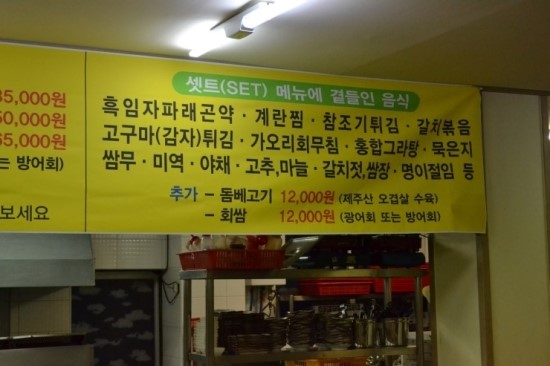 셋트(SET) 메뉴에 곁들인 음식
흑임자파래곤약 · 계란찜 · 참조기튀김 · 갈치볶음
고구마(감자)튀김 · 가오리회무침 · 홍합그라탕 · 묵은지
쌈무 · 미역 · 야채 · 고추,마늘 · 갈치젓,쌈장 · 명이절임 등
추가 - 돔베고기 12,000원 (제주산 오겹살 수육)
- 회쌈 12,000원 (광어회 또는 방어회)
35,000원
50,000원
65,000원
또는 방어회)
보세요